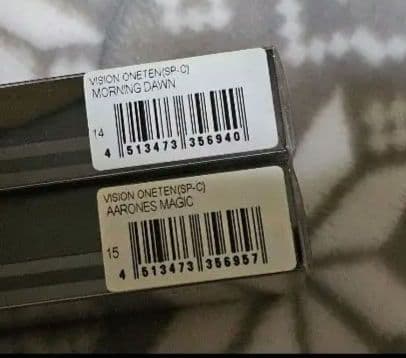 VISION ONETEN(SP-C)
MORNING DAWN
14
4 513473 356940
VISION ONETEN(SP-C)
AARONES MAGIC
15
4 513473 356957